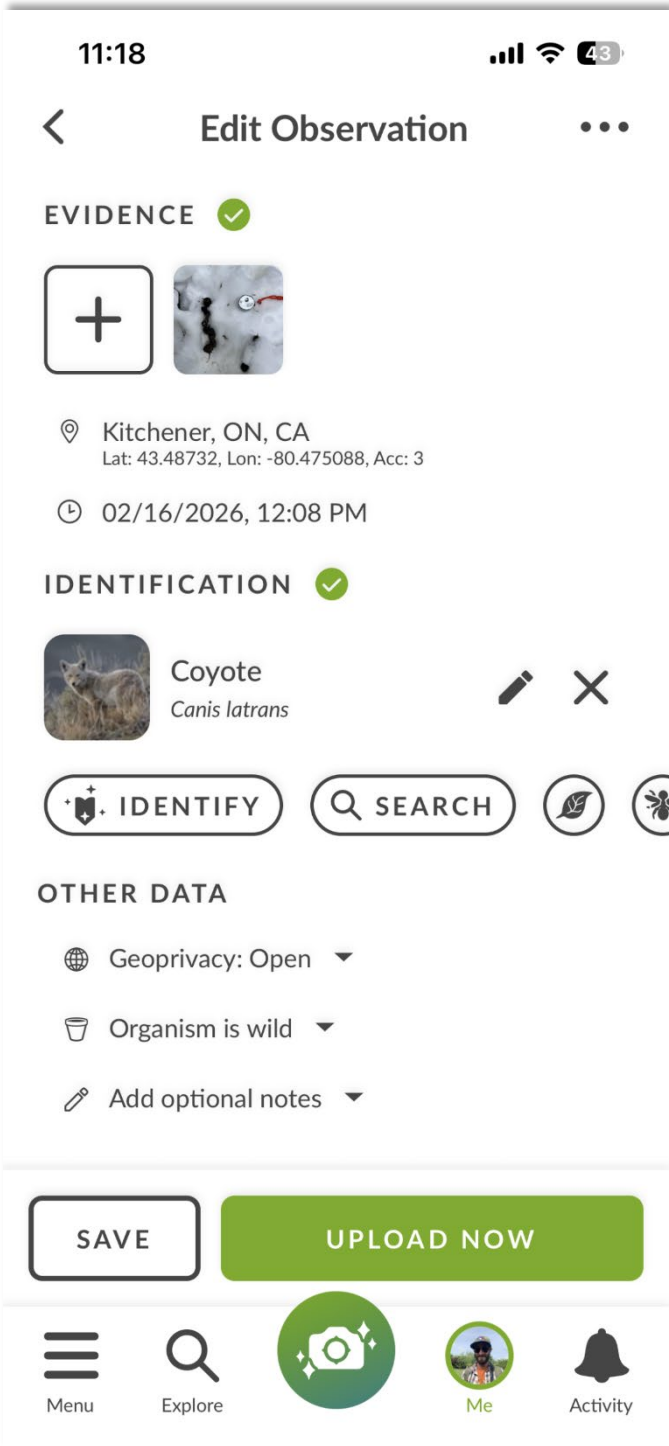 11:18
43
Edit Observation
EVIDENCE
Kitchener, ON, CA
Lat: 43.48732, Lon: -80.475088, Acc: 3
02/16/2026, 12:08 PM
IDENTIFICATION
Coyote
Canis latrans
IDENTIFY
SEARCH
OTHER DATA
Geoprivacy: Open
Organism is wild
Add optional notes
SAVE
UPLOAD NOW
Menu
Explore
Me
Activity